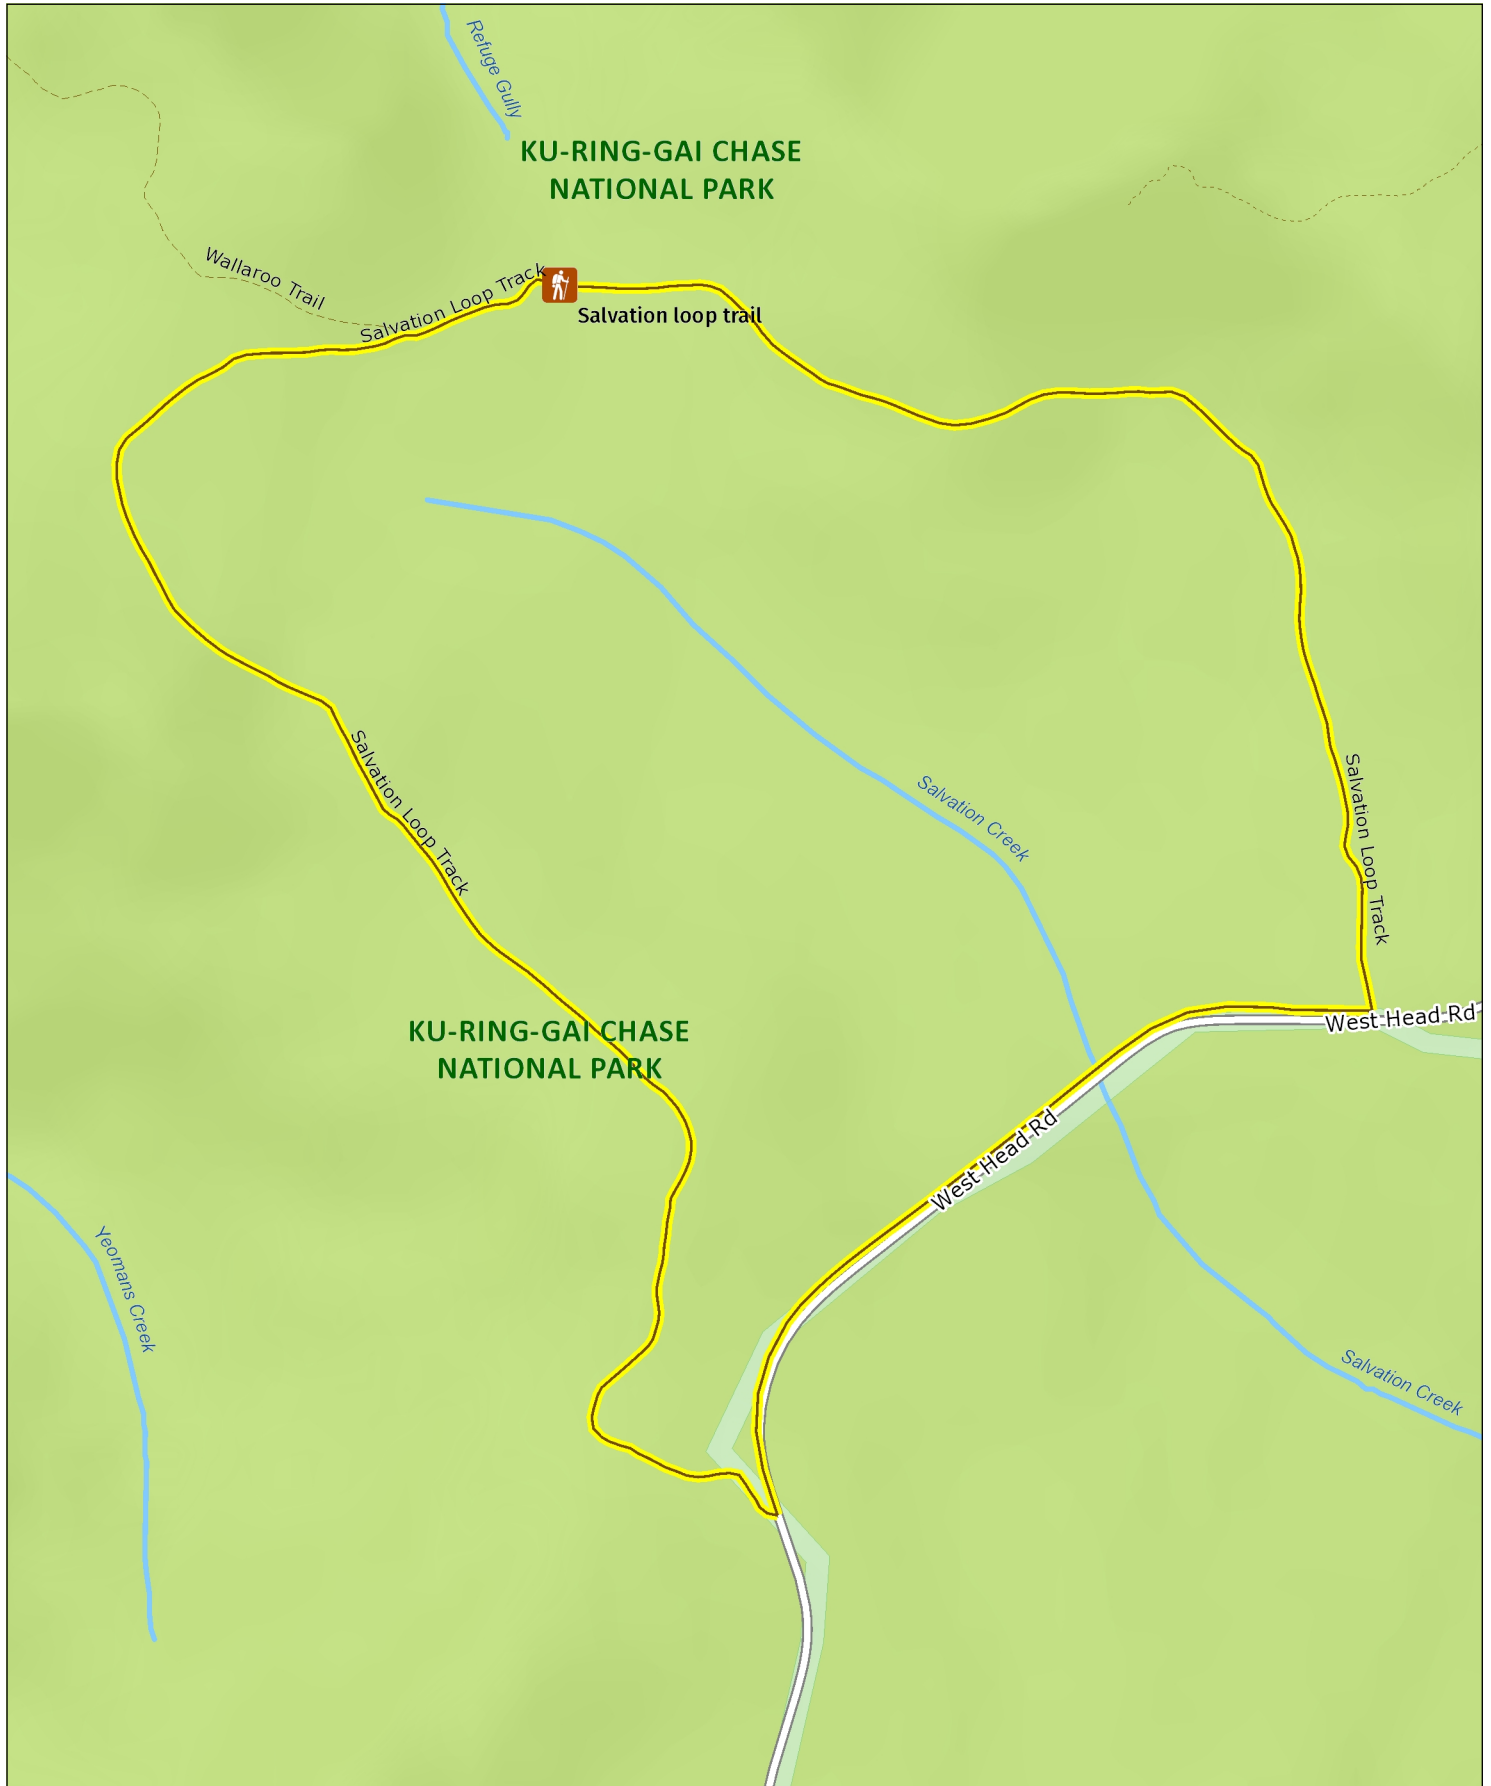 Refuge Gully
KU-RING-GAI CHASE
NATIONAL PARK
Wallaroo Trail
Salvation Loop Track
Salvation loop trail
Salvation Loop Track
Salvation Creek
Salvation Loop Track
West Head Rd
KU-RING-GAI CHASE
NATIONAL PARK
West Head Rd
Yeomans Creek
Salvation Creek